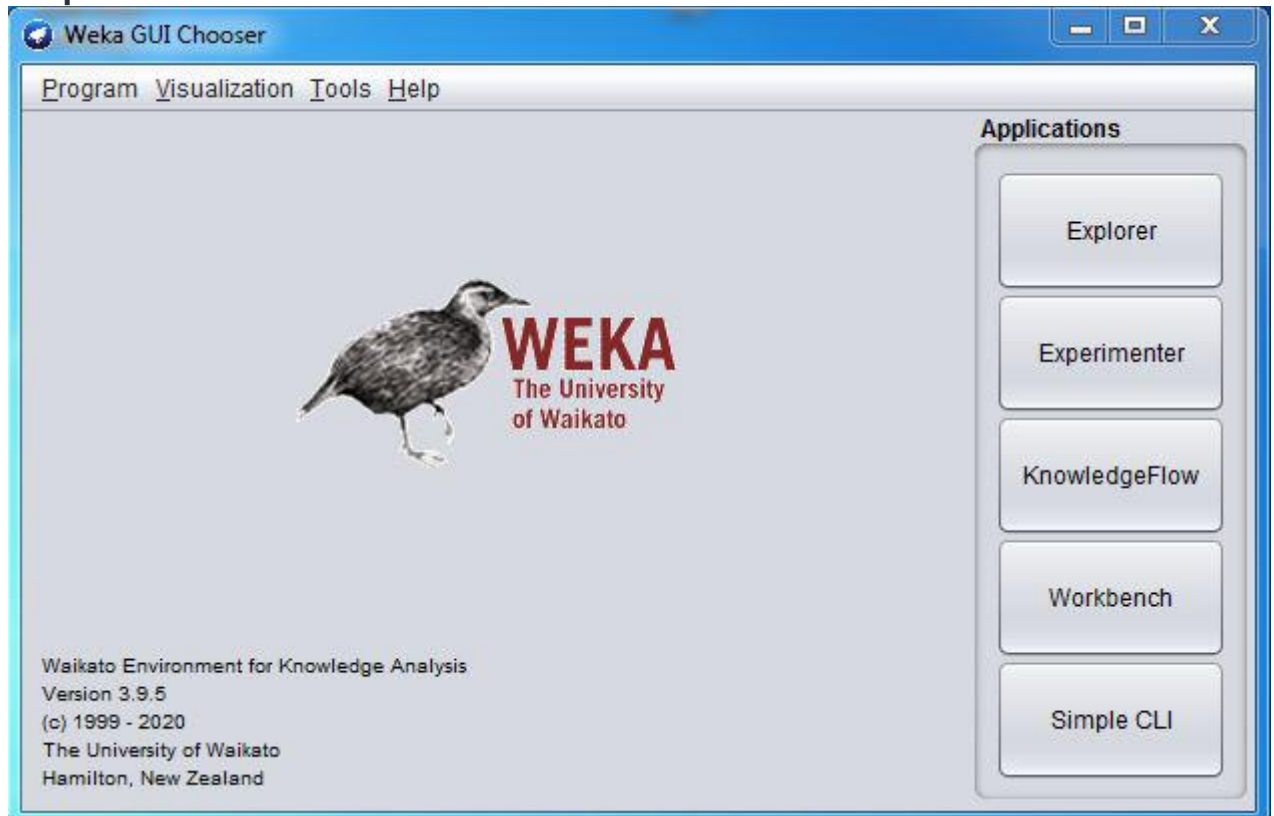 Weka GUI Chooser
Program Visualization Tools Help
Applications
Explorer
Experimenter
KnowledgeFlow
Workbench
Simple CLI
WEKA
The University
of Waikato
Waikato Environment for Knowledge Analysis
Version 3.9.5
(c) 1999 - 2020
The University of Waikato
Hamilton, New Zealand